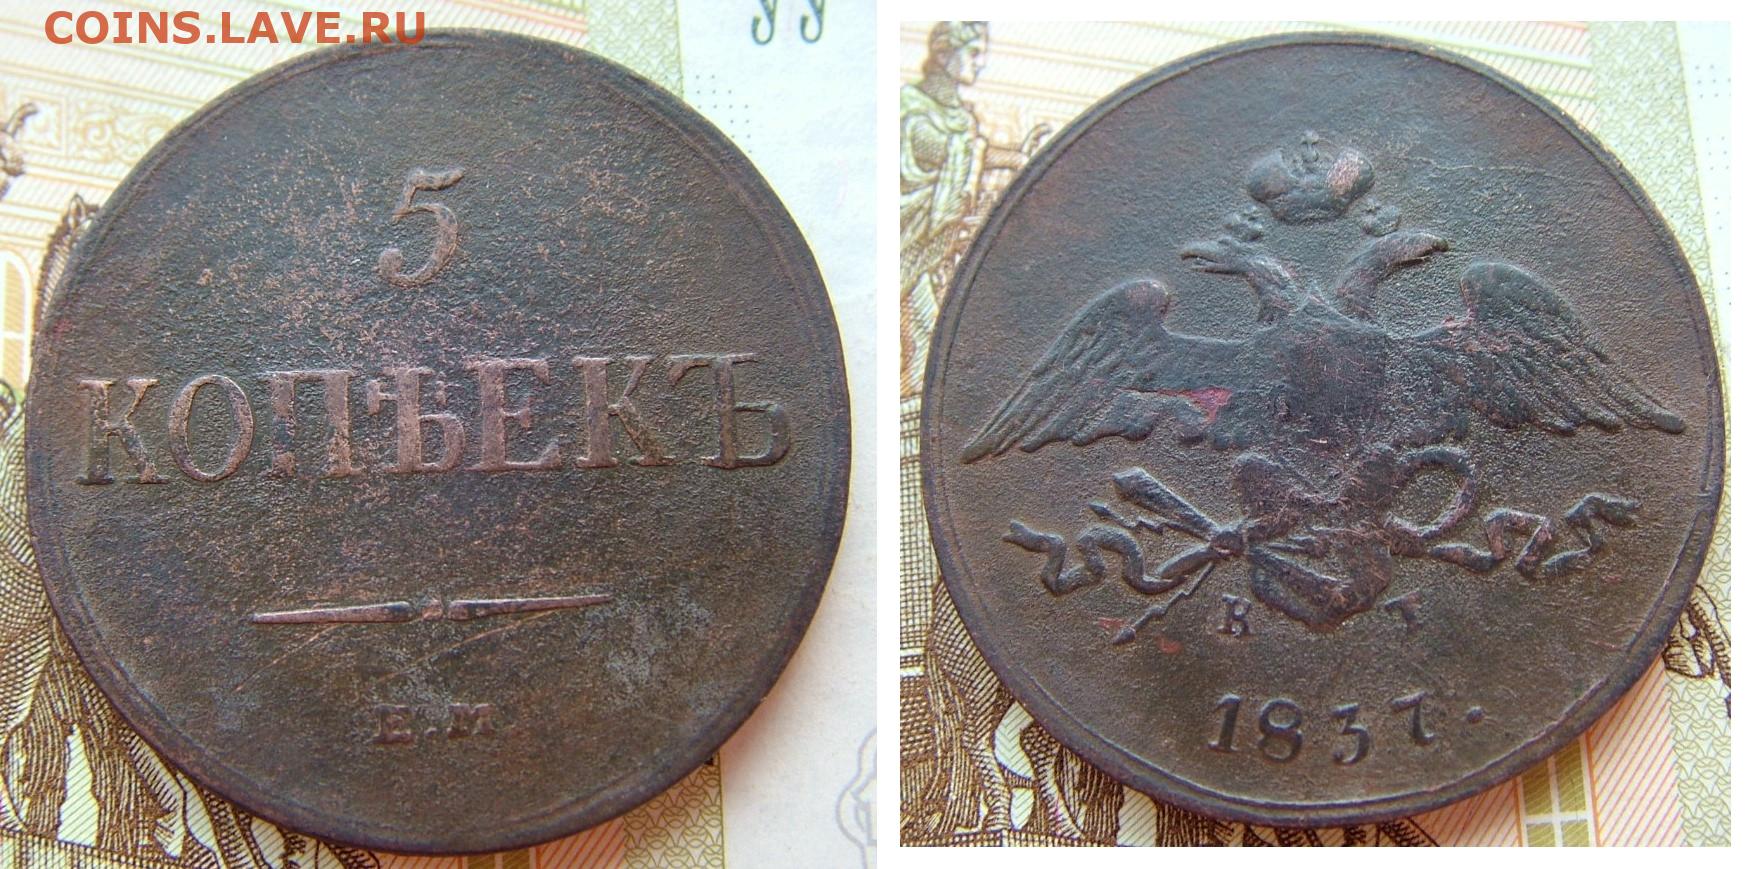 COINS.LAVE.RU
5
КОПѢЕКЪ
Е.М
Н К
1837.